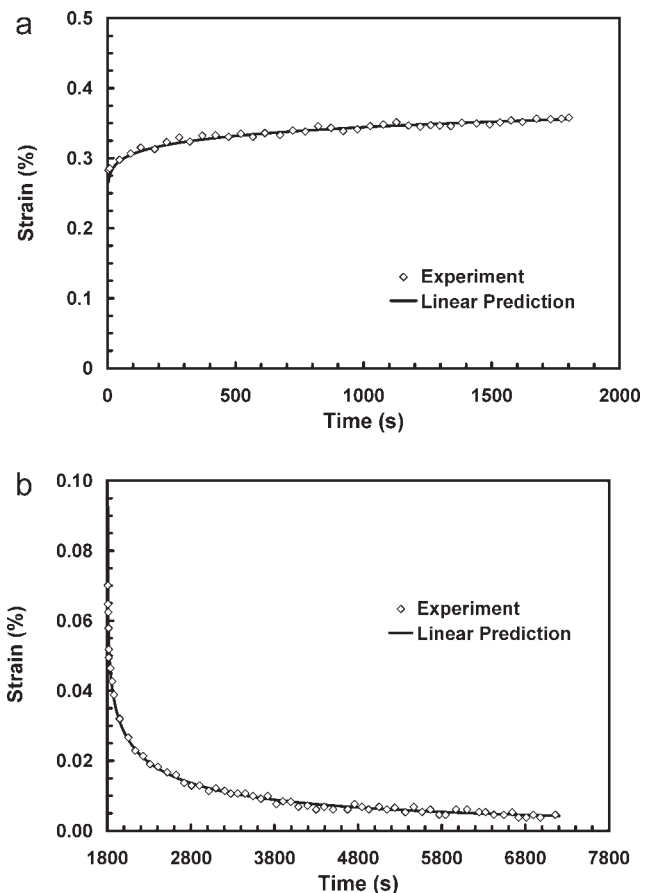 a
0.5
0.4
0.3
0.2
0.1
0
Strain (%)
Experiment
Linear Prediction
0 500 1000 1500 2000
Time (s)
b
0.10
0.08
0.06
0.04
0.02
0.00
Strain (%)
Experiment
Linear Prediction
1800 2800 3800 4800 5800 6800 7800
Time (s)